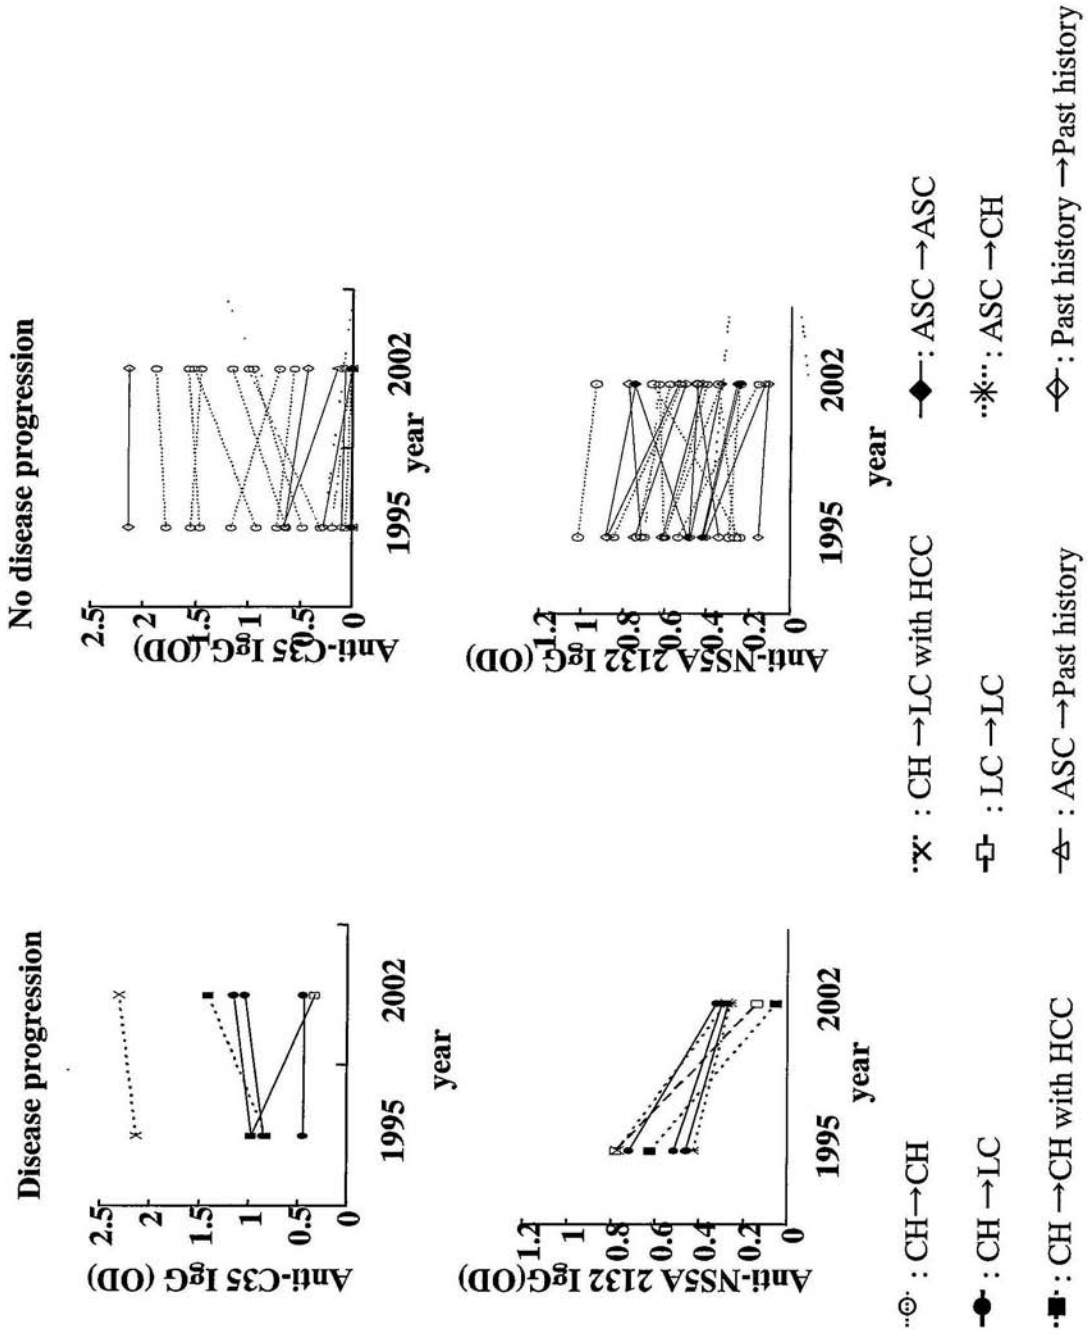 Disease progression
No disease progression
Anti-C35 IgG (OD)
2.5
2
1.5
1
0.5
0
1995
2002
year
Anti-C35 IgG (OD)
2.5
2
1.5
1
0.5
0
1995
2002
year
Anti-NS5A 2132 IgG(OD)
1.2
1
0.8
0.6
0.4
0.2
0
1995
2002
year
Anti-NS5A 2132 IgG (OD)
1.2
1
0.8
0.6
0.4
0.2
0
1995
2002
year
: CH→CH
: CH →LC with HCC
: ASC →ASC
: CH →LC
: LC →LC
: ASC →CH
: CH →CH with HCC
: ASC →Past history
: Past history →Past history